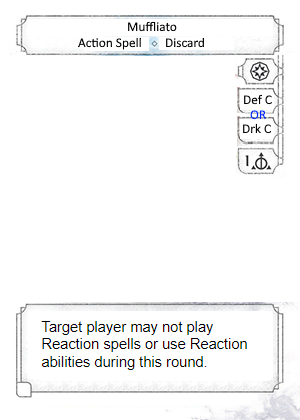 Muffliato
Action Spell Discard
Def C
OR
Drk C
1
Target player may not play
Reaction spells or use Reaction
abilities during this round.